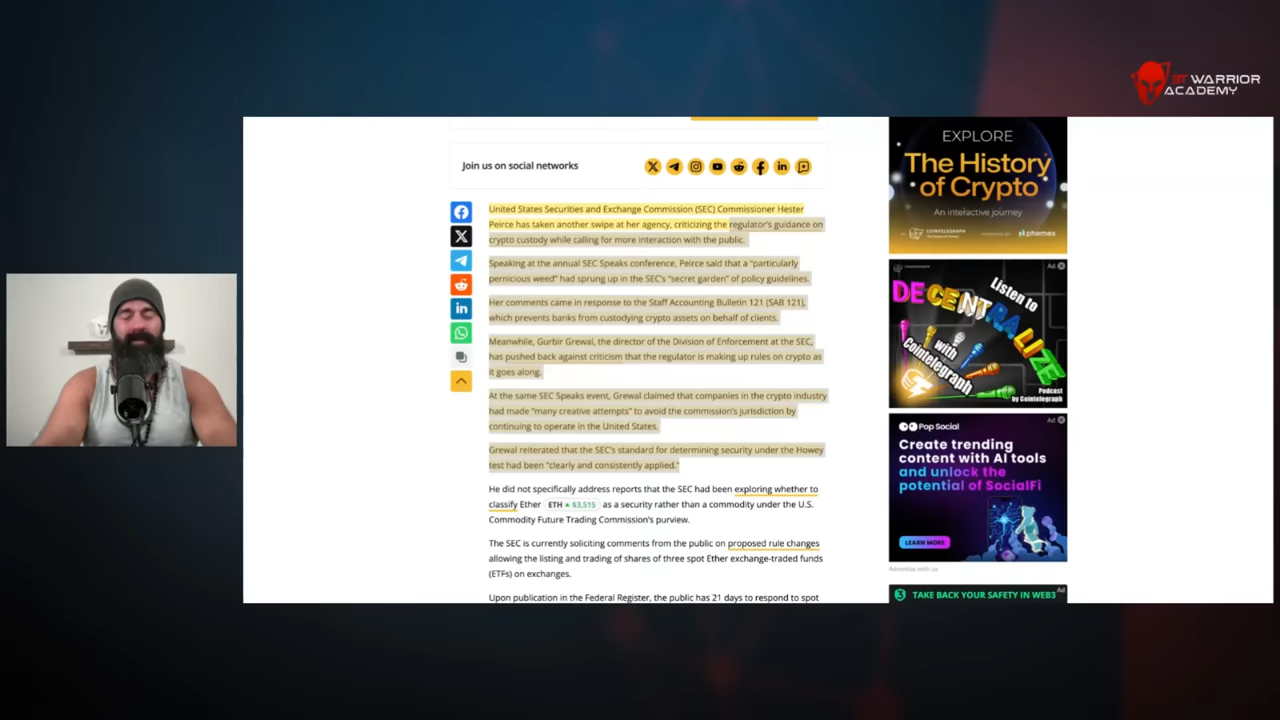 3T WARRIOR
ACADEMY
Join us on social networks
United States Securities and Exchange Commission (SEC) Commissioner Hester
Peirce has taken another swipe at her agency, criticizing the regulator's guidance on
crypto custody while calling for more interaction with the public.
Speaking at the annual SEC Speaks conference, Peirce said that a "particularly
pernicious weed" had sprung up in the SEC's "secret garden" of policy guidelines.
Her comments came in response to the Staff Accounting Bulletin 121 (SAB 121),
which prevents banks from custodying crypto assets on behalf of clients.
Meanwhile, Gurbir Grewal, the director of the Division of Enforcement at the SEC,
has pushed back against criticism that the regulator is making up rules on crypto as
it goes along.
At the same SEC Speaks event, Grewal claimed that companies in the crypto industry
had made "many creative attempts" to avoid the commission's jurisdiction by
continuing to operate in the United States.
Grewal reiterated that the SEC's standard for determining security under the Howey
test had been "clearly and consistently applied."
He did not specifically address reports that the SEC had been exploring whether to
classify Ether ETH $3,515 as a security rather than a commodity under the U.S.
Commodity Future Trading Commission's purview.
The SEC is currently soliciting comments from the public on proposed rule changes
allowing the listing and trading of shares of three spot Ether exchange-traded funds
(ETFs) on exchanges.
Upon publication in the Federal Register, the public has 21 days to respond to spot
EXPLORE
The History
of Crypto
An interactive journey
COINTELEGRAPH
phemex
Ad
Listen to
DECENTRALIZE
with
Cointelegraph
Podcast
by Cointelegraph
Ad
Pop Social
Create trending
content with AI tools
and unlock the
potential of SocialFi
LEARN MORE
Advertise with us
Ad
TAKE BACK YOUR SAFETY IN WEB3